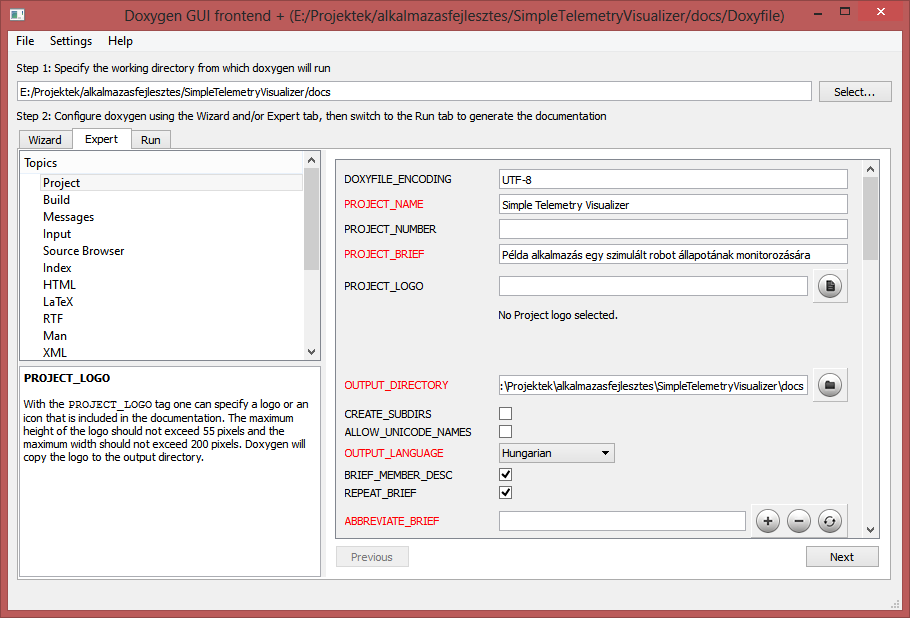 Doxygen GUI frontend + (E:/Projektek/alkalmazasfejlesztes/SimpleTelemetryVisualizer/docs/Doxyfile)
File Settings Help
Step 1: Specify the working directory from which doxygen will run
E:/Projektek/alkalmazasfejlesztes/SimpleTelemetryVisualizer/docs
Select...
Step 2: Configure doxygen using the Wizard and/or Expert tab, then switch to the Run tab to generate the documentation
Wizard Expert Run
Topics
Project
Build
Messages
Input
Source Browser
Index
HTML
LaTeX
RTF
Man
XML
PROJECT_LOGO
With the PROJECT_LOGO tag one can specify a logo or an
icon that is included in the documentation. The maximum
height of the logo should not exceed 55 pixels and the
maximum width should not exceed 200 pixels. Doxygen will
copy the logo to the output directory.
DOXYFILE_ENCODING UTF-8
PROJECT_NAME Simple Telemetry Visualizer
PROJECT_NUMBER
PROJECT_BRIEF Példa alkalmazás egy szimulált robot állapotának monitorozására
PROJECT_LOGO
No Project logo selected.
OUTPUT_DIRECTORY :\Projektek\alkalmazasfejlesztes\SimpleTelemetryVisualizer\docs
CREATE_SUBDIRS
ALLOW_UNICODE_NAMES
OUTPUT_LANGUAGE Hungarian
BRIEF_MEMBER_DESC
REPEAT_BRIEF
ABBREVIATE_BRIEF
Previous Next